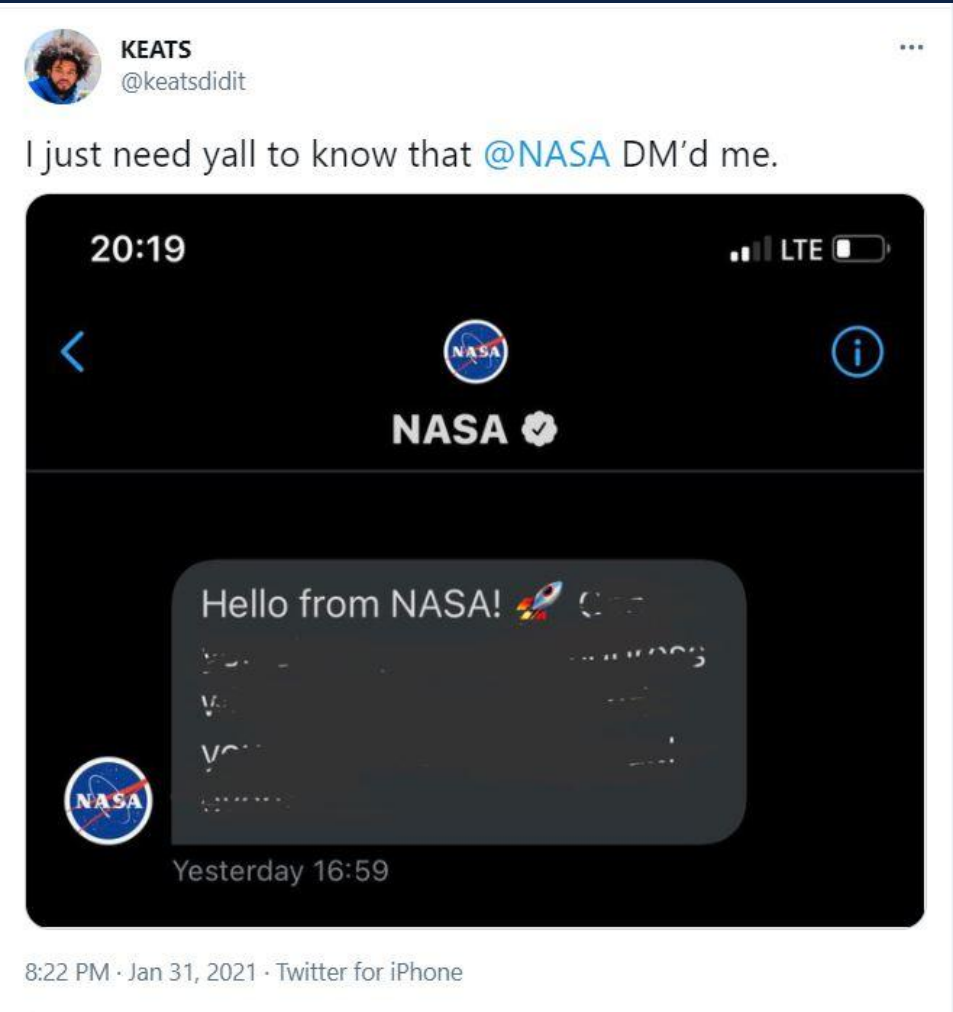 KEATS
@keatsdidit
I just need yall to know that @NASA DM’d me.
20:19 LTE
NASA
NASA
Hello from NASA! 🚀
NASA
Yesterday 16:59
8:22 PM · Jan 31, 2021 · Twitter for iPhone